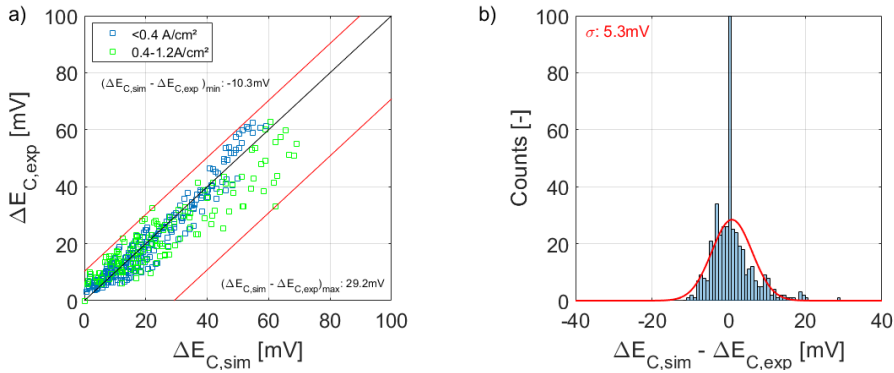 a)
<0.4 A/cm²
0.4-1.2A/cm²
(ΔE_C,sim - ΔE_C,exp)_min: -10.3mV
(ΔE_C,sim - ΔE_C,exp)_max: 29.2mV
100
80
60
40
20
0
ΔE_C,exp [mV]
0 20 40 60 80 100
ΔE_C,sim [mV]
b)
σ: 5.3mV
100
80
60
40
20
0
Counts [-]
-40 -20 0 20 40
ΔE_C,sim - ΔE_C,exp [mV]